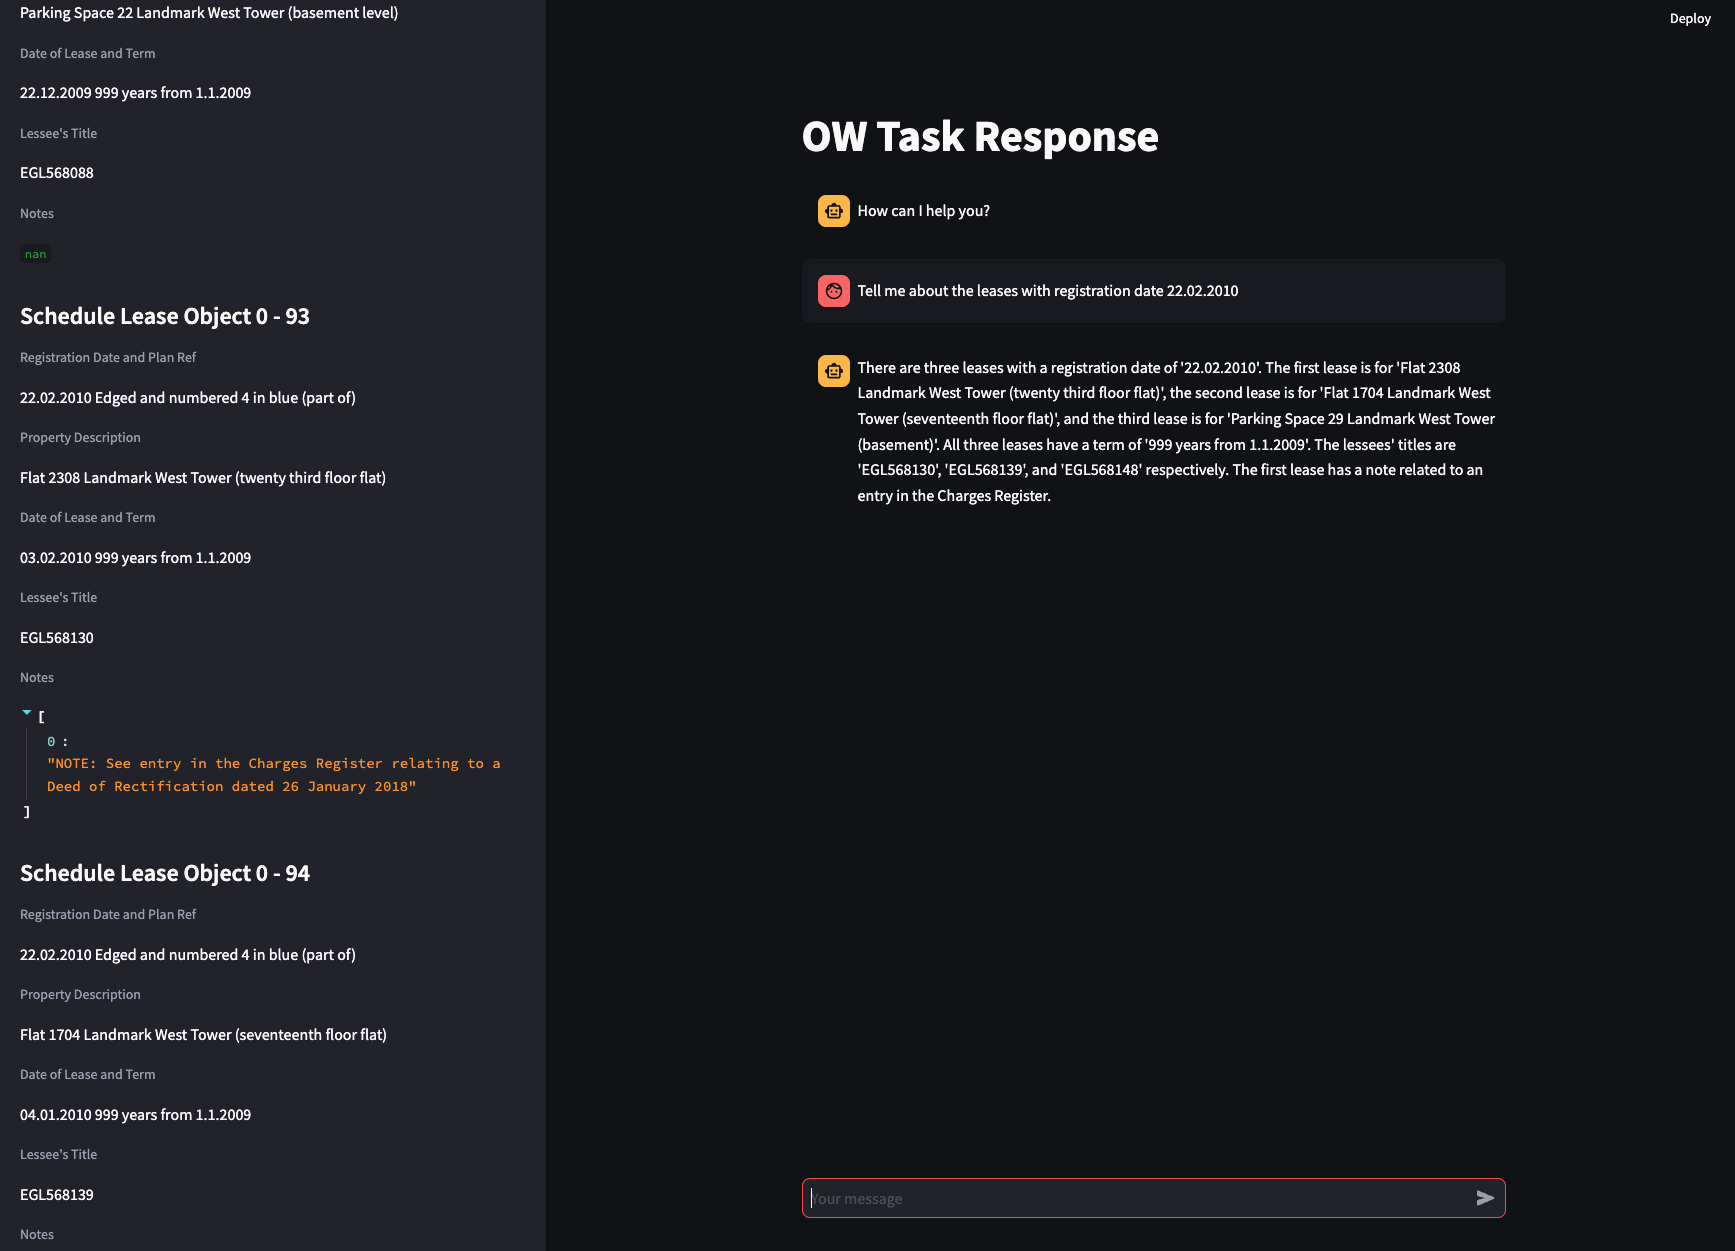 Parking Space 22 Landmark West Tower (basement level)
Date of Lease and Term
22.12.2009 999 years from 1.1.2009
Lessee's Title
EGL568088
Notes
nan
Schedule Lease Object 0 - 93
Registration Date and Plan Ref
22.02.2010 Edged and numbered 4 in blue (part of)
Property Description
Flat 2308 Landmark West Tower (twenty third floor flat)
Date of Lease and Term
03.02.2010 999 years from 1.1.2009
Lessee's Title
EGL568130
Notes
[
0 :
"NOTE: See entry in the Charges Register relating to a
Deed of Rectification dated 26 January 2018"
]
Schedule Lease Object 0 - 94
Registration Date and Plan Ref
22.02.2010 Edged and numbered 4 in blue (part of)
Property Description
Flat 1704 Landmark West Tower (seventeenth floor flat)
Date of Lease and Term
04.01.2010 999 years from 1.1.2009
Lessee's Title
EGL568139
Notes
Deploy
OW Task Response
How can I help you?
Tell me about the leases with registration date 22.02.2010
There are three leases with a registration date of '22.02.2010'. The first lease is for 'Flat 2308
Landmark West Tower (twenty third floor flat)', the second lease is for 'Flat 1704 Landmark West
Tower (seventeenth floor flat)', and the third lease is for 'Parking Space 29 Landmark West Tower
(basement)'. All three leases have a term of '999 years from 1.1.2009'. The lessees' titles are
'EGL568130', 'EGL568139', and 'EGL568148' respectively. The first lease has a note related to an
entry in the Charges Register.
Your message